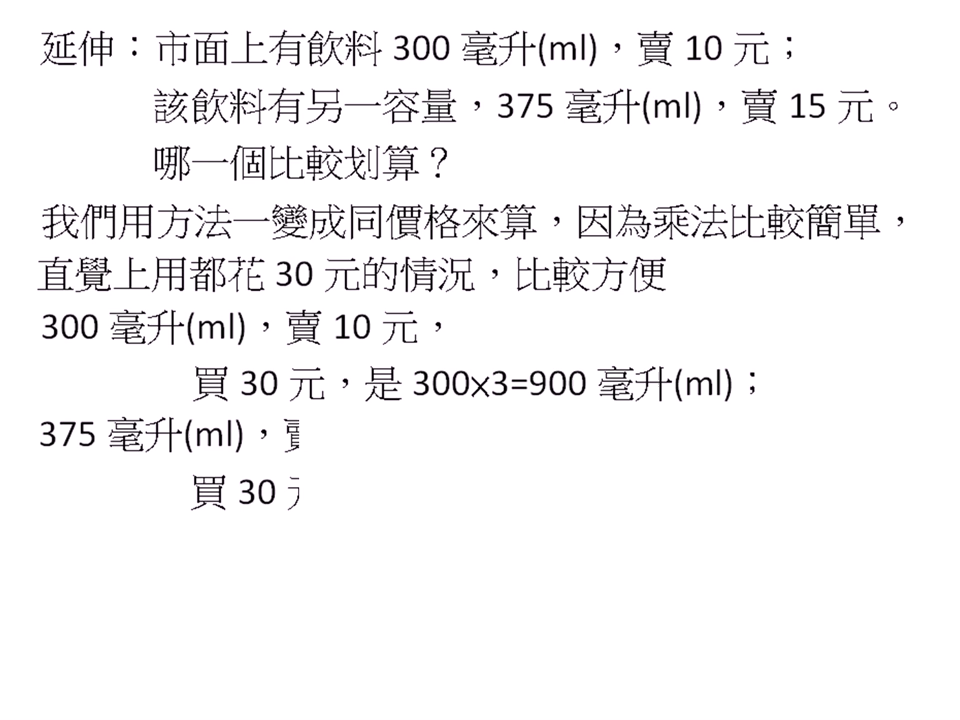 延伸：市面上有飲料 300 毫升(ml)，賣 10 元；
該飲料有另一容量，375 毫升(ml)，賣 15 元。
哪一個比較划算？
我們用方法一變成同價格來算，因為乘法比較簡單，
直覺上用都花 30 元的情況，比較方便
300 毫升(ml)，賣 10 元，
買 30 元，是 300x3=900 毫升(ml)；
375 毫升(ml)，
買 30